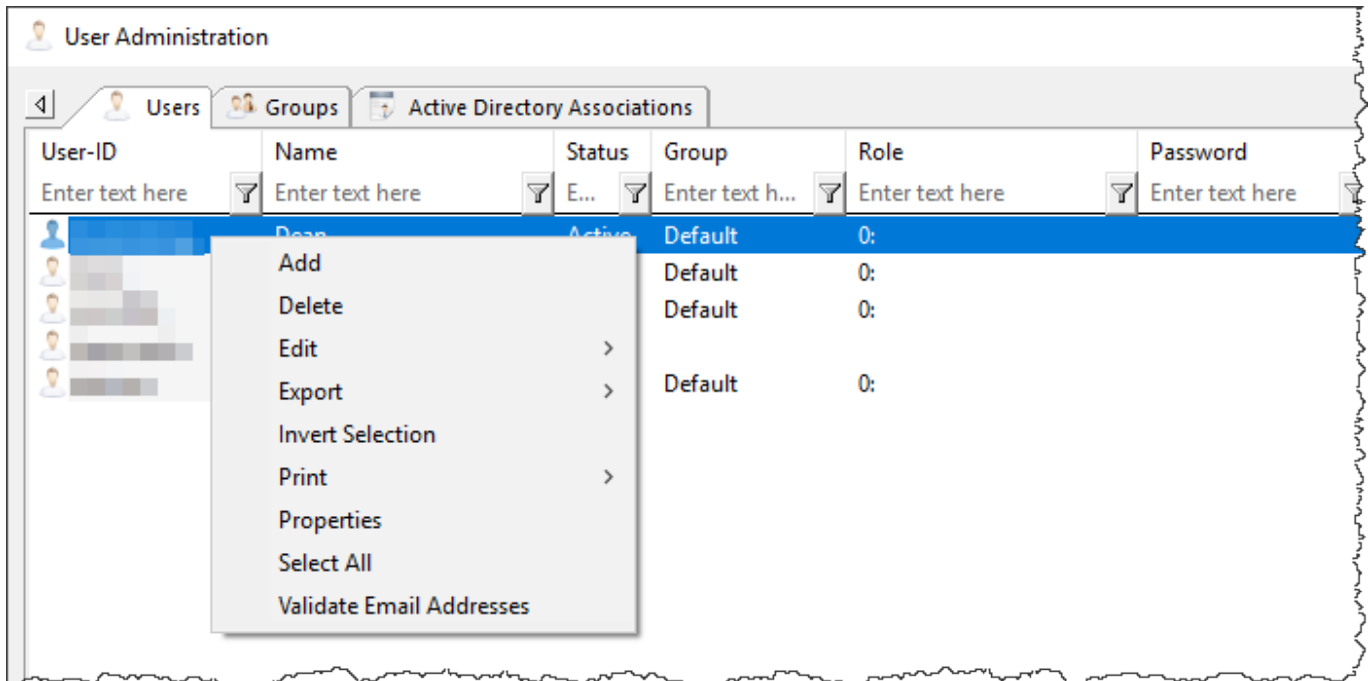 User Administration
Users Groups Active Directory Associations
User-ID Name Status Group Role Password
Enter text here Enter text here E... Enter text h... Enter text here Enter text here
Dean Active Default 0:
Add
Default 0:
Delete
Default 0:
Edit
Export
Default 0:
Invert Selection
Print
Properties
Select All
Validate Email Addresses